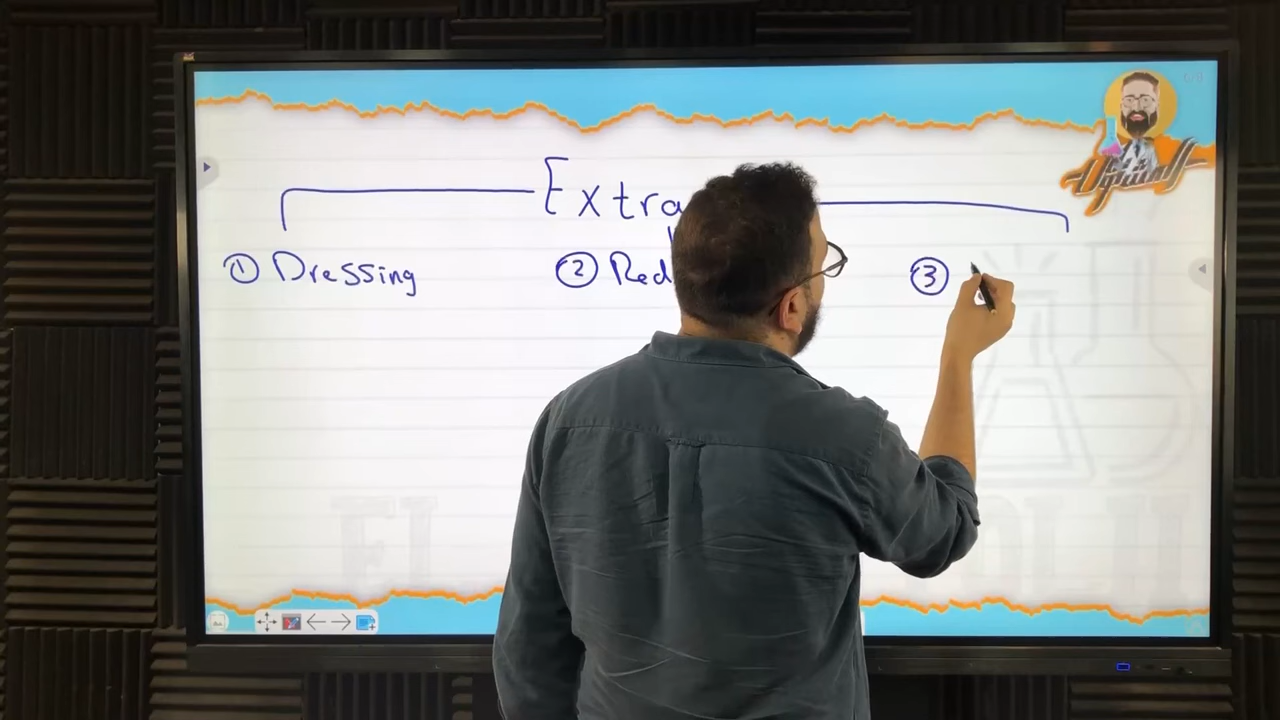 Extra
① Dressing ② Red ③